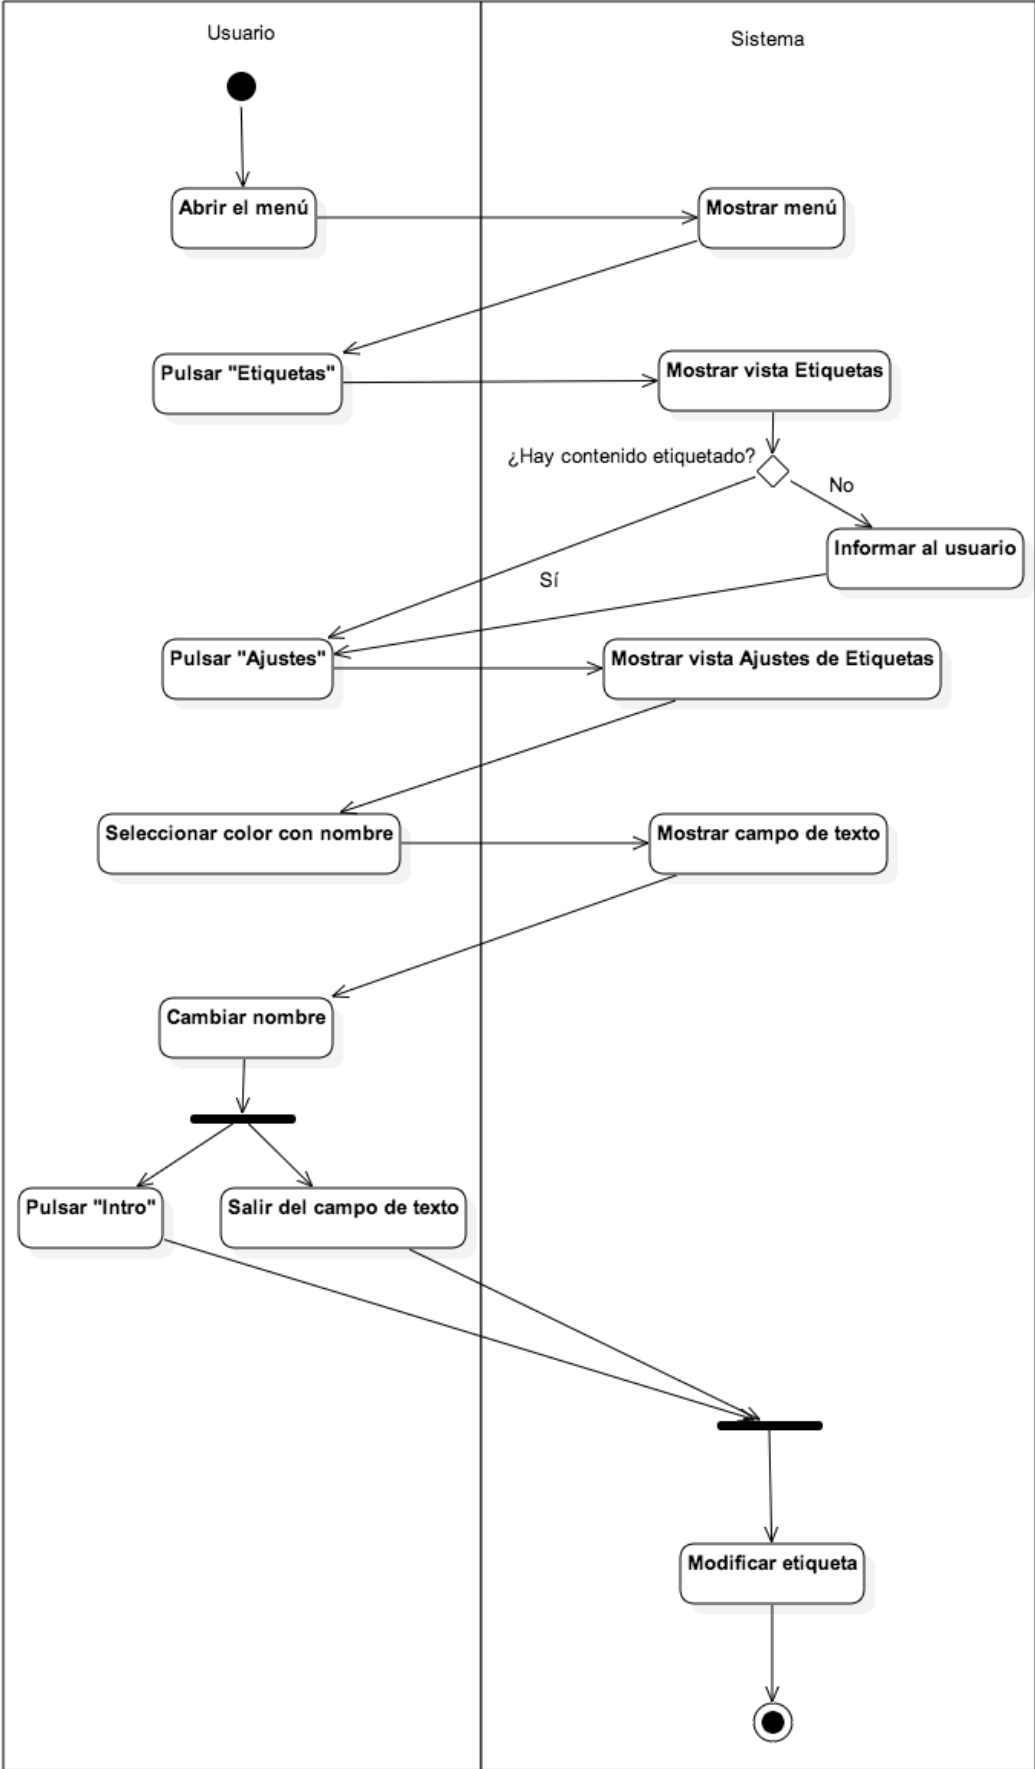 Usuario
Sistema
Abrir el menú
Mostrar menú
Pulsar "Etiquetas"
Mostrar vista Etiquetas
¿Hay contenido etiquetado?
No
Informar al usuario
Sí
Pulsar "Ajustes"
Mostrar vista Ajustes de Etiquetas
Seleccionar color con nombre
Mostrar campo de texto
Cambiar nombre
Pulsar "Intro"
Salir del campo de texto
Modificar etiqueta